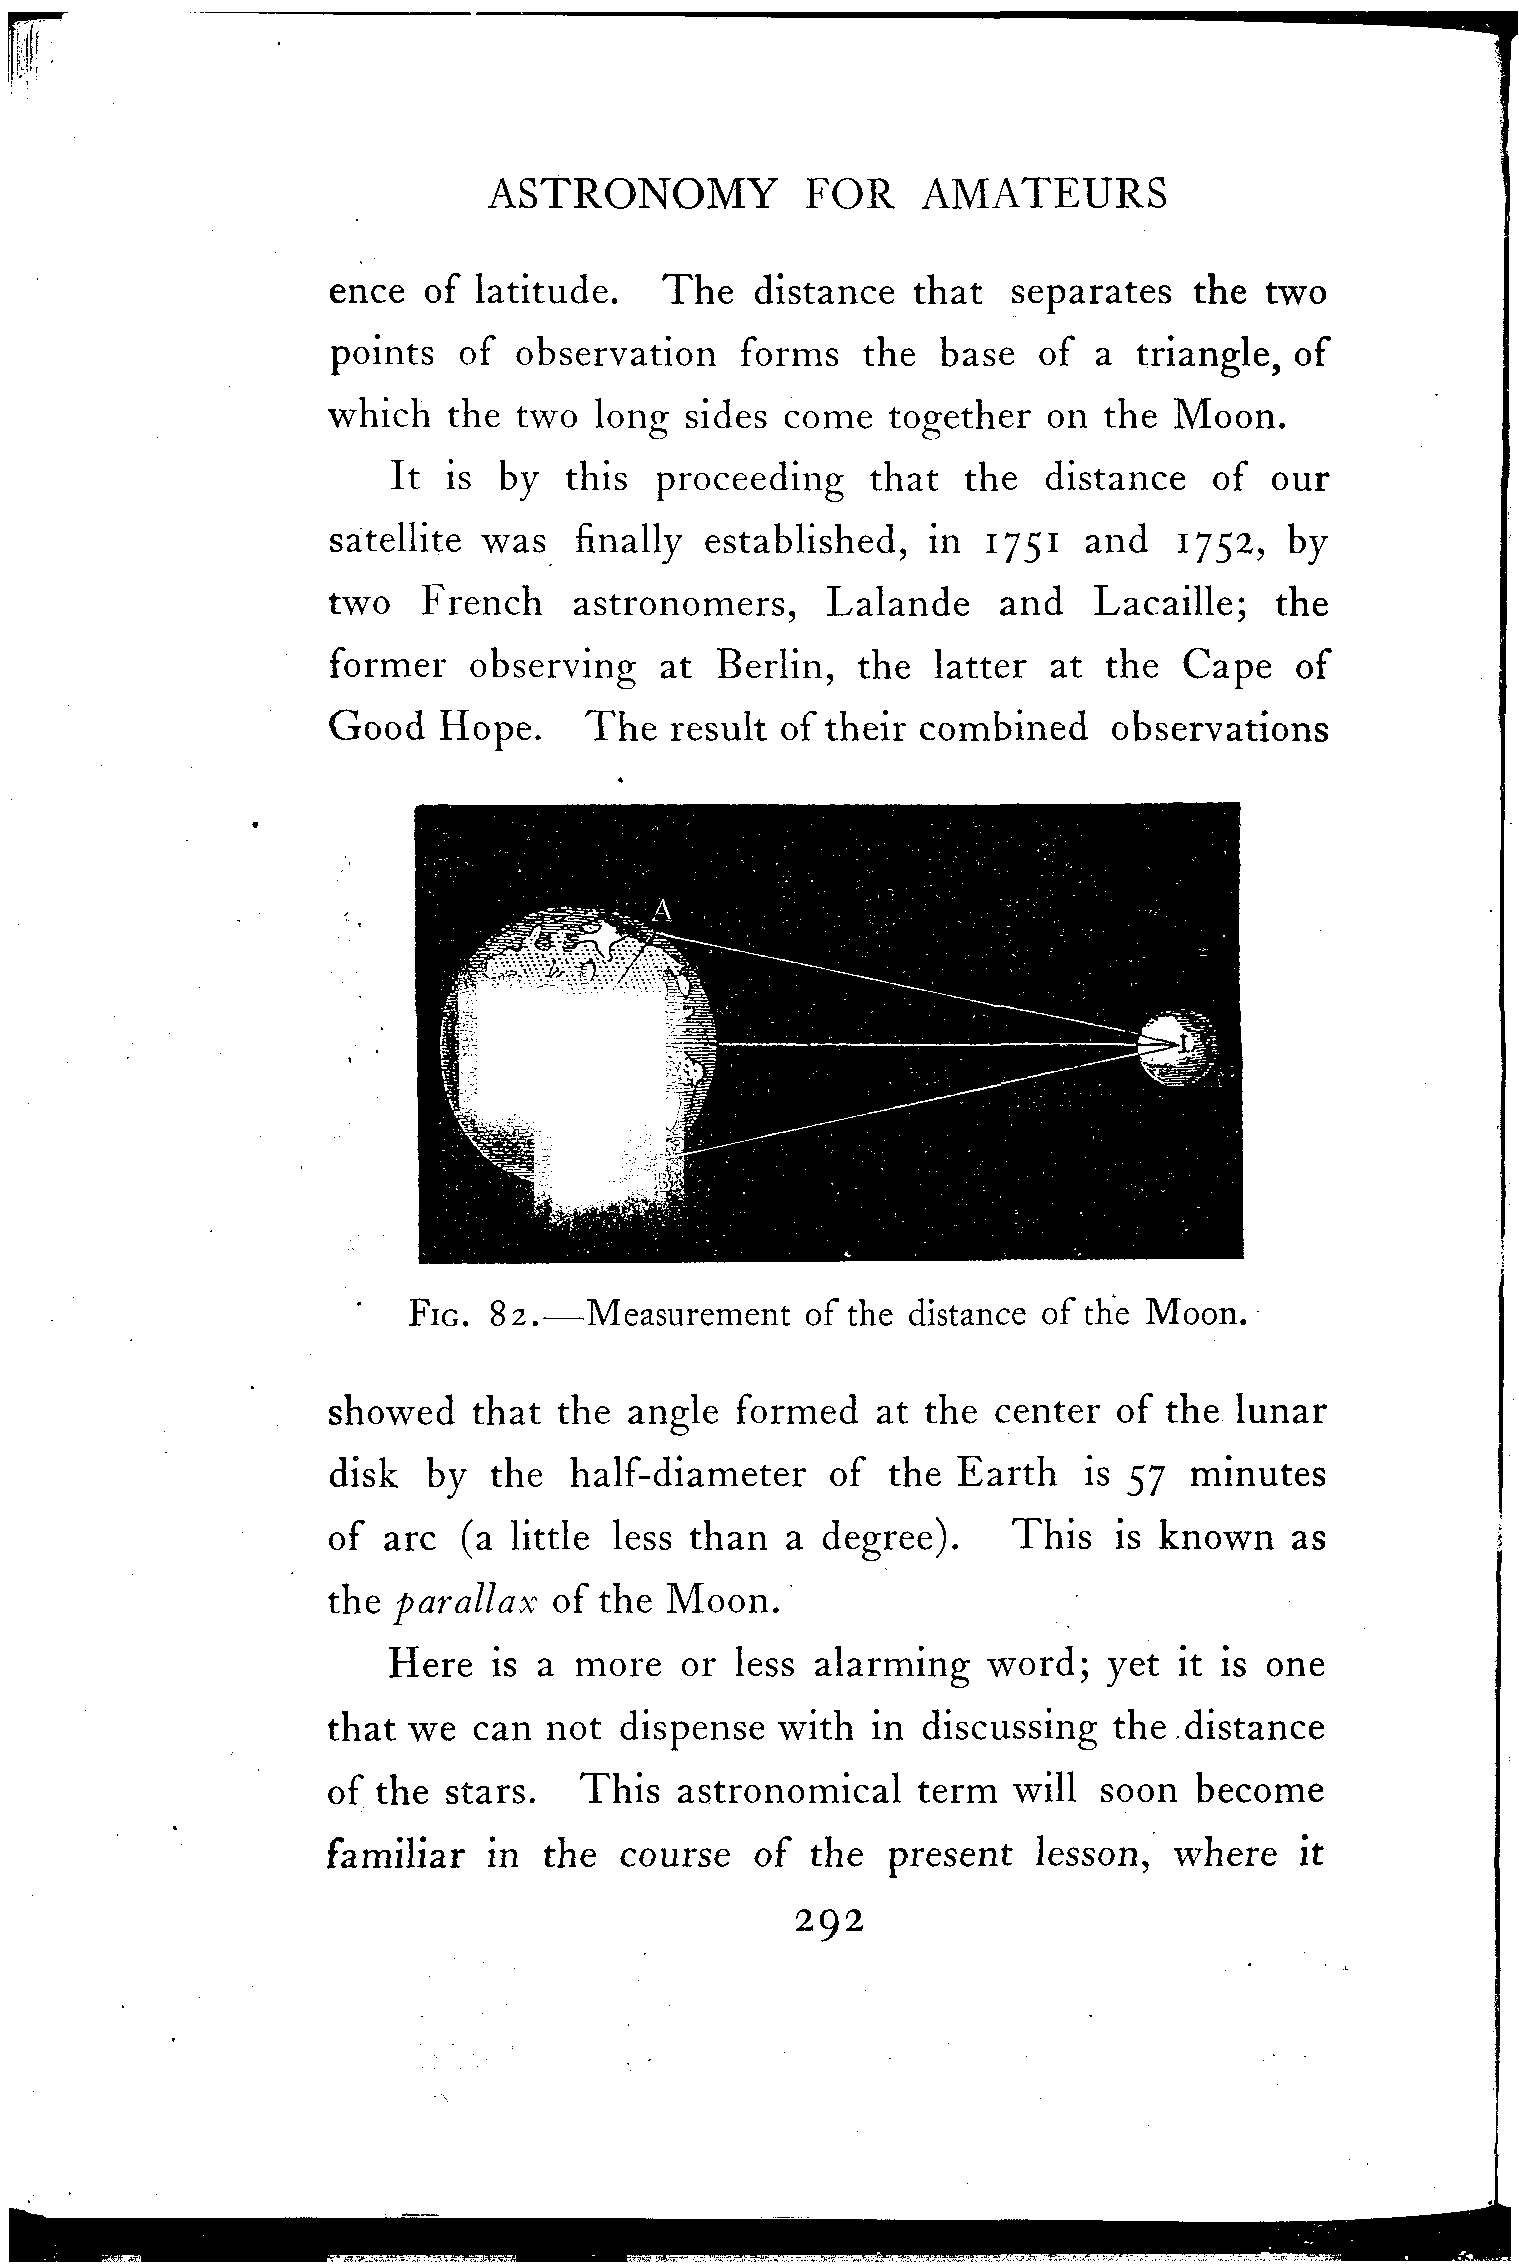 ASTRONOMY FOR AMATEURS
ence of latitude. The distance that separates the two
points of observation forms the base of a triangle, of
which the two long sides come together on the Moon.
It is by this proceeding that the distance of our
satellite was finally established, in 1751 and 1752, by
two French astronomers, Lalande and Lacaille; the
former observing at Berlin, the latter at the Cape of
Good Hope. The result of their combined observations
A
L
FIG. 82.—Measurement of the distance of the Moon.
showed that the angle formed at the center of the lunar
disk by the half-diameter of the Earth is 57 minutes
of arc (a little less than a degree). This is known as
the parallax of the Moon.
Here is a more or less alarming word; yet it is one
that we can not dispense with in discussing the distance
of the stars. This astronomical term will soon become
familiar in the course of the present lesson, where it
292